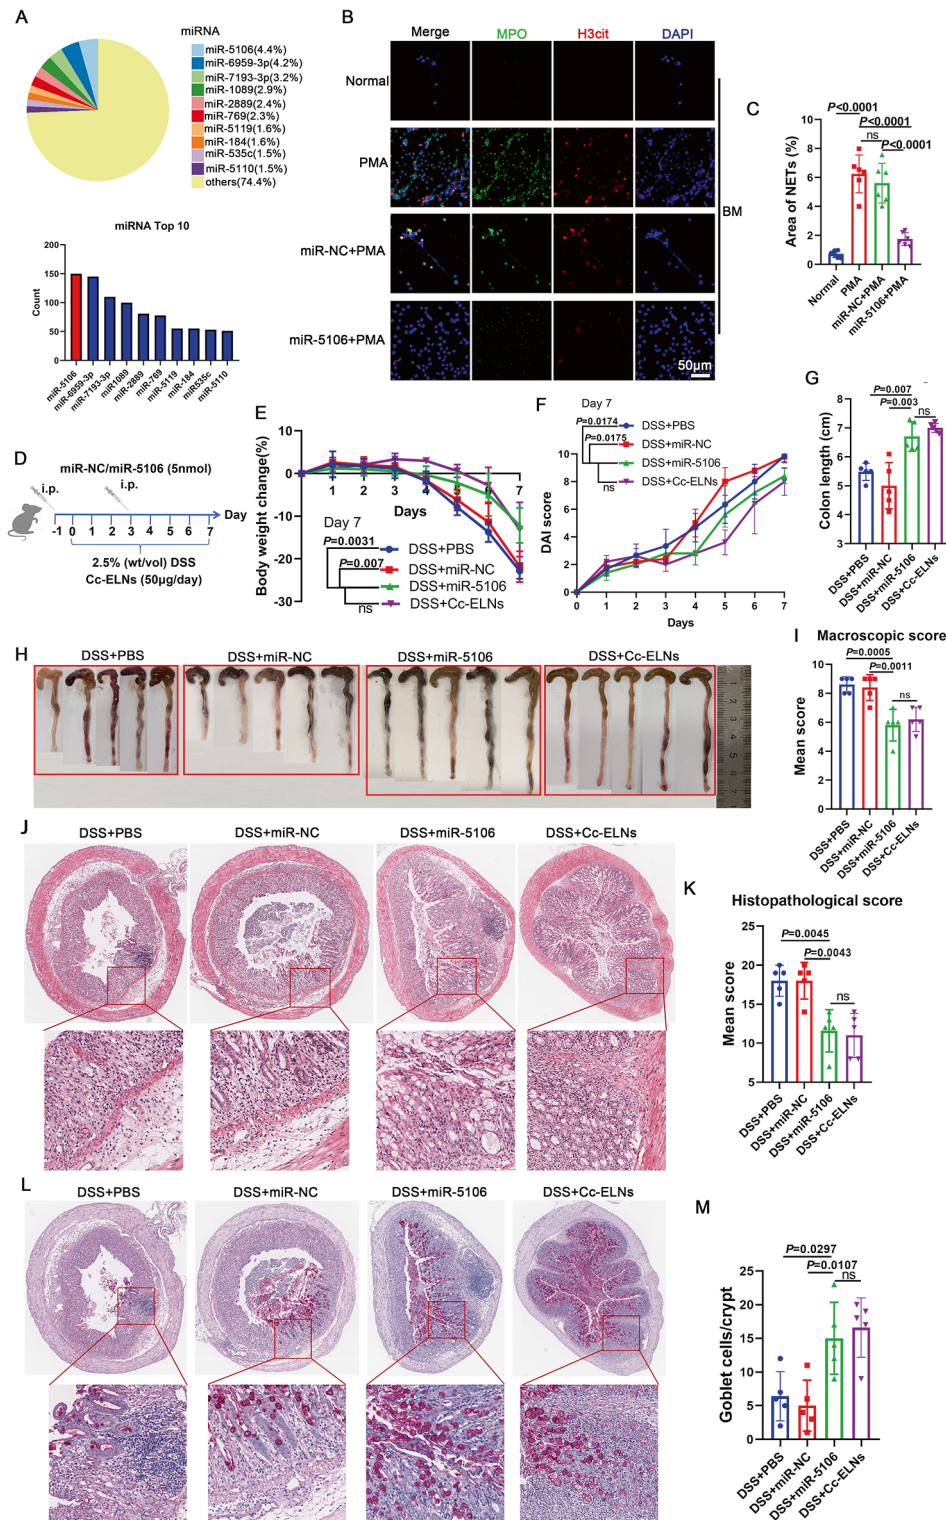 A
miRNA
miR-5106(4.4%)
miR-6959-3p(4.2%)
miR-7193-3p(3.2%)
miR-1089(2.9%)
miR-2889(2.4%)
miR-769(2.3%)
miR-5119(1.6%)
miR-184(1.6%)
miR-535c(1.5%)
miR-5110(1.5%)
others(74.4%)
miRNA Top 10
Count
200
150
100
50
0
miR-5106
miR-6959-3p
miR-7193-3p
miR1089
miR-2889
miR-769
miR-5119
miR-184
miR535c
miR-5110
B
Merge
MPO
H3cit
DAPI
Normal
PMA
miR-NC+PMA
miR-5106+PMA
BM
50μm
C
P<0.0001
P<0.0001
ns
P<0.0001
Area of NETs (%)
10
8
6
4
2
0
Normal
PMA
miR-NC+PMA
miR-5106+PMA
D
miR-NC/miR-5106 (5nmol)
i.p.
i.p.
-1 0 1 2 3 4 5 6 7
Day
2.5% (wt/vol) DSS
Cc-ELNs (50μg/day)
E
Body weight change(%)
10
0
-10
-20
-30
1 2 3 4 5 6 7
Days
Day 7
P=0.0031
P=0.007
ns
DSS+PBS
DSS+miR-NC
DSS+miR-5106
DSS+Cc-ELNs
F
Day 7
P=0.0174
P=0.0175
ns
DSS+PBS
DSS+miR-NC
DSS+miR-5106
DSS+Cc-ELNs
DAI score
10
8
6
4
2
0
0 1 2 3 4 5 6 7
Days
G
P=0.007
P=0.003
ns
Colon length (cm)
8
7
6
5
4
3
DSS+PBS
DSS+miR-NC
DSS+miR-5106
DSS+Cc-ELNs
H
DSS+PBS
DSS+miR-NC
DSS+miR-5106
DSS+Cc-ELNs
1
2
3
4
5
6
7
I
Macroscopic score
P=0.0005
P=0.0011
ns
Mean score
10
8
6
4
2
0
DSS+PBS
DSS+miR-NC
DSS+miR-5106
DSS+Cc-ELNs
J
DSS+PBS
DSS+miR-NC
DSS+miR-5106
DSS+Cc-ELNs
K
Histopathological score
P=0.0045
P=0.0043
ns
Mean score
25
20
15
10
5
DSS+PBS
DSS+miR-NC
DSS+miR-5106
DSS+Cc-ELNs
L
DSS+PBS
DSS+miR-NC
DSS+miR-5106
DSS+Cc-ELNs
M
P=0.0297
P=0.0107
ns
Goblet cells/crypt
25
20
15
10
5
0
DSS+PBS
DSS+miR-NC
DSS+miR-5106
DSS+Cc-ELNs